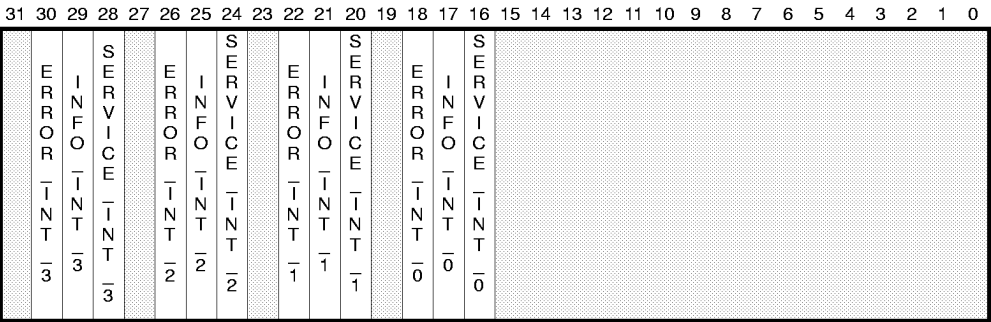 31 30 29 28 27 26 25 24 23 22 21 20 19 18 17 16 15 14 13 12 11 10 9 8 7 6 5 4 3 2 1 0
ERROR_INT_3
INFO_INT_3
SERVICE_INT_3
ERROR_INT_2
INFO_INT_2
SERVICE_INT_2
ERROR_INT_1
INFO_INT_1
SERVICE_INT_1
ERROR_INT_0
INFO_INT_0
SERVICE_INT_0